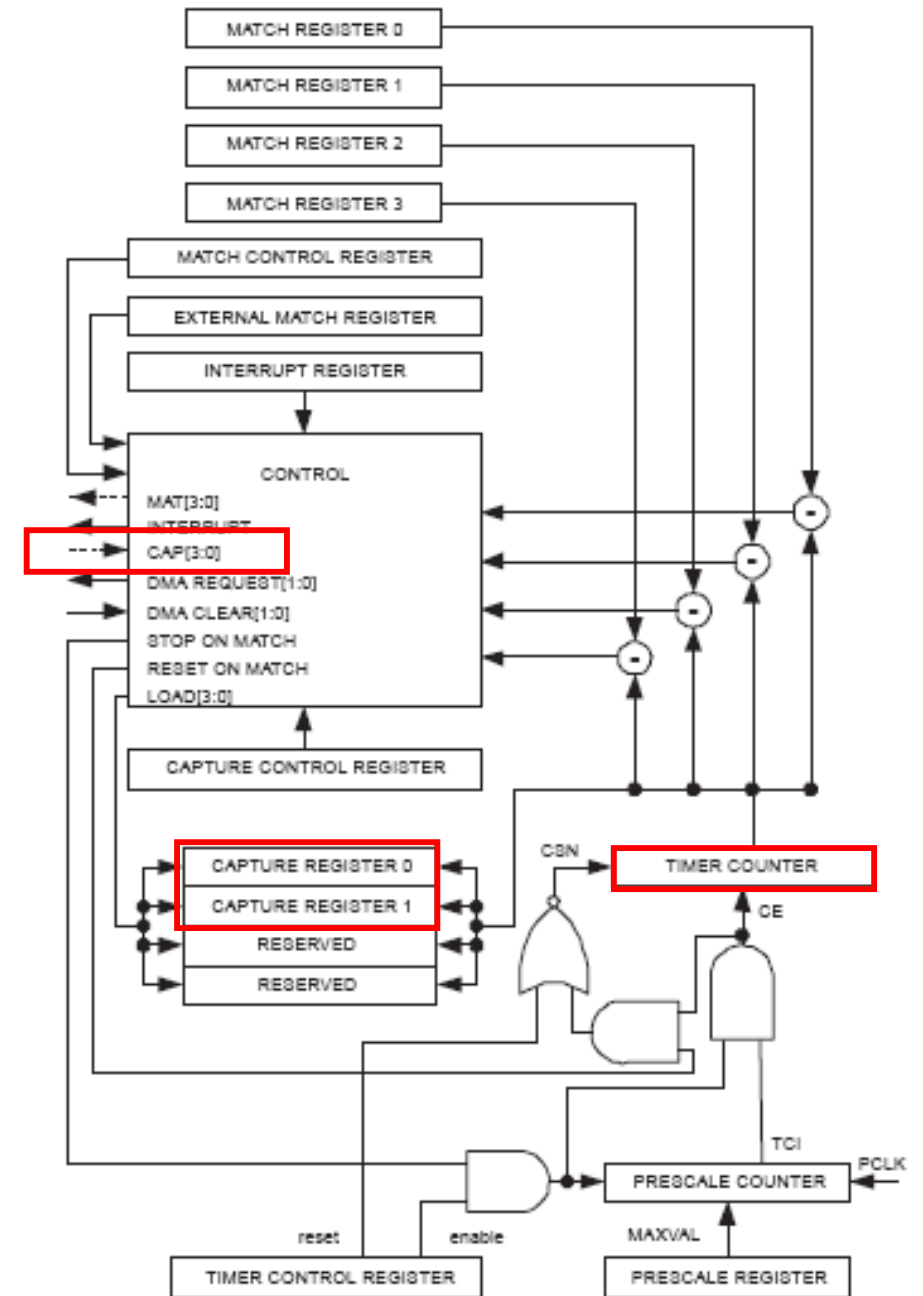 MATCH REGISTER 0
MATCH REGISTER 1
MATCH REGISTER 2
MATCH REGISTER 3
MATCH CONTROL REGISTER
EXTERNAL MATCH REGISTER
INTERRUPT REGISTER
CONTROL
MAT[3:0]
INTERRUPT
CAP[3:0]
DMA REQUEST[1:0]
DMA CLEAR[1:0]
STOP ON MATCH
RESET ON MATCH
LOAD[3:0]
-
-
-
-
CAPTURE CONTROL REGISTER
CSN
CAPTURE REGISTER 0
TIMER COUNTER
CAPTURE REGISTER 1
CE
RESERVED
RESERVED
TCI
PCLK
PRESCALE COUNTER
reset
enable
MAXVAL
TIMER CONTROL REGISTER
PRESCALE REGISTER